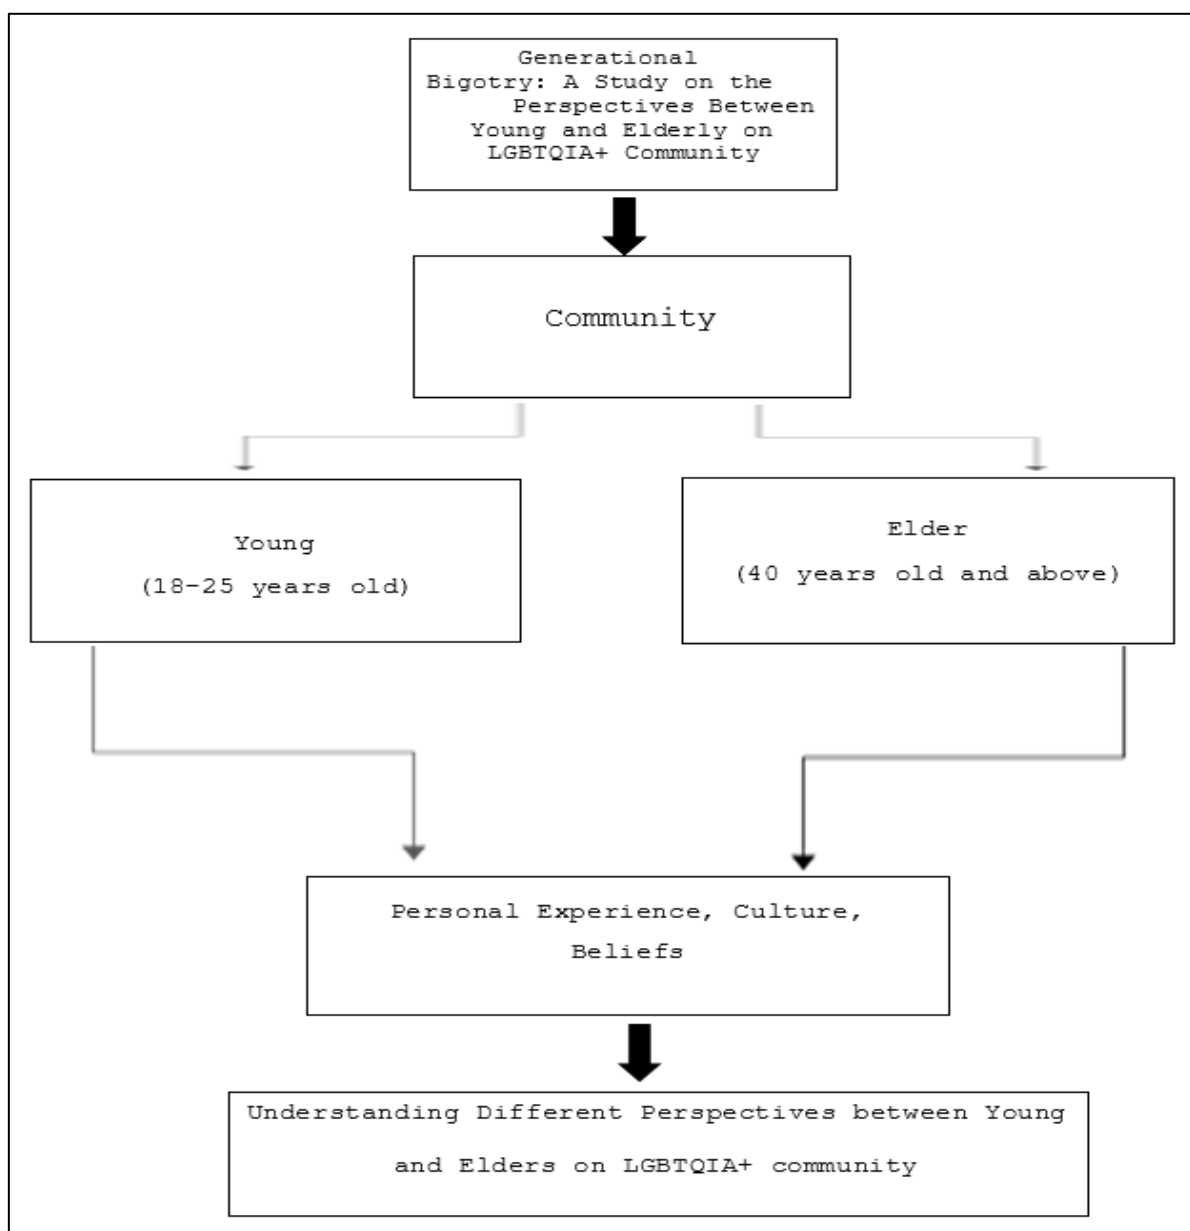 Generational
Bigotry: A Study on the
Perspectives Between
Young and Elderly on
LGBTQIA+ Community
Community
Young
(18-25 years old)
Elder
(40 years old and above)
Personal Experience, Culture,
Beliefs
Understanding Different Perspectives between Young
and Elders on LGBTQIA+ community